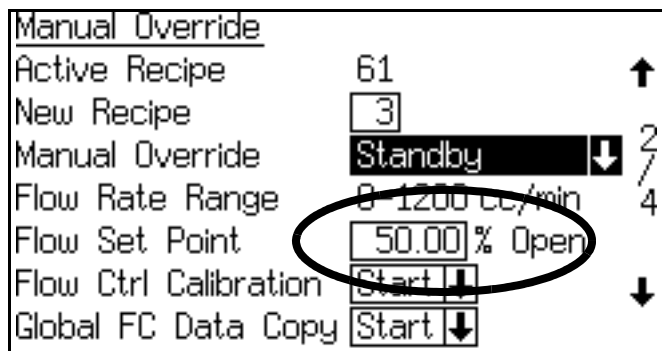 Manual Override
Active Recipe 61
New Recipe 3
Manual Override Standby
Flow Rate Range 0-1200 cc/min
Flow Set Point 50.00 % Open
Flow Ctrl Calibration Start
Global FC Data Copy Start
2/4